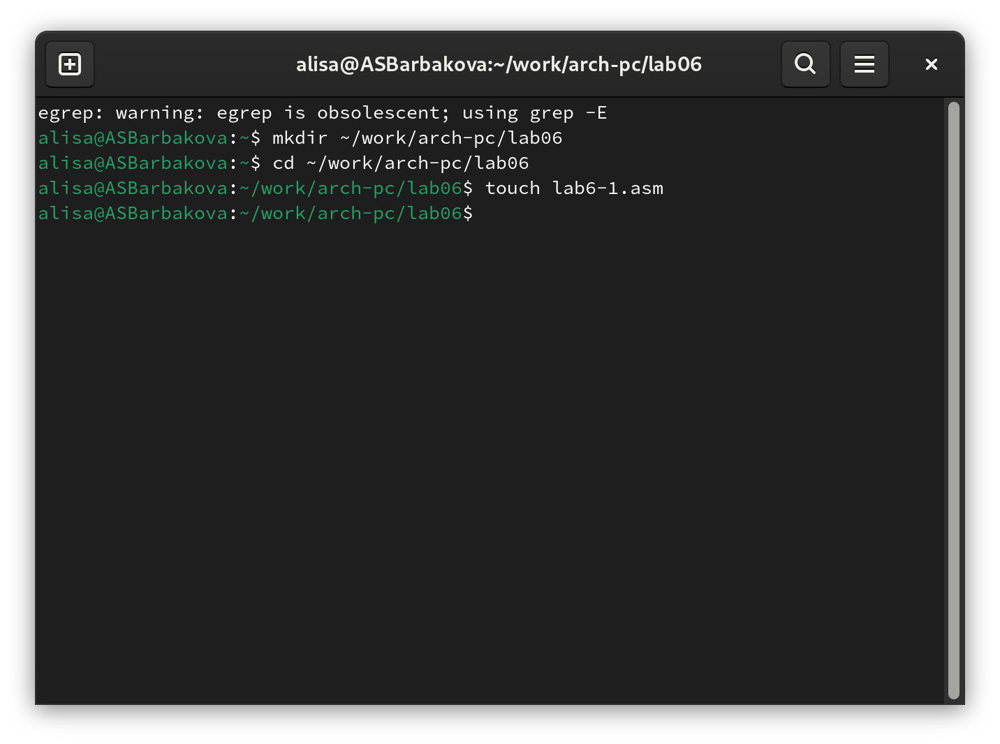 alisa@ASBarbakova:~/work/arch-pc/lab06
egrep: warning: egrep is obsolescent; using grep -E
alisa@ASBarbakova:~$ mkdir ~/work/arch-pc/lab06
alisa@ASBarbakova:~$ cd ~/work/arch-pc/lab06
alisa@ASBarbakova:~/work/arch-pc/lab06$ touch lab6-1.asm
alisa@ASBarbakova:~/work/arch-pc/lab06$